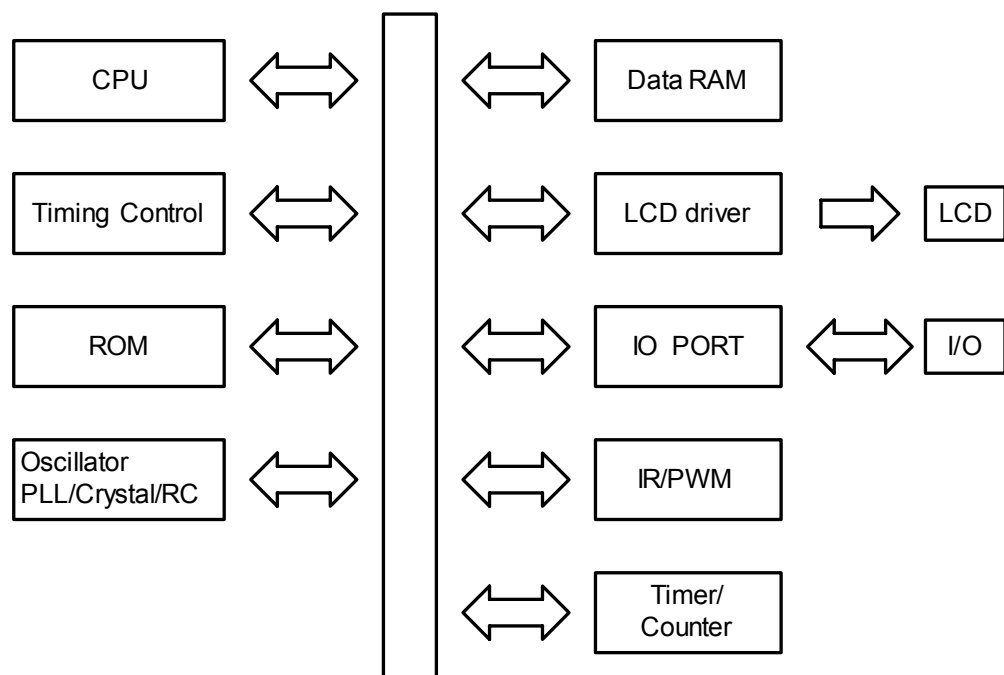 CPU
Data RAM
Timing Control
LCD driver
LCD
ROM
IO PORT
I/O
Oscillator
PLL/Crystal/RC
IR/PWM
Timer/
Counter